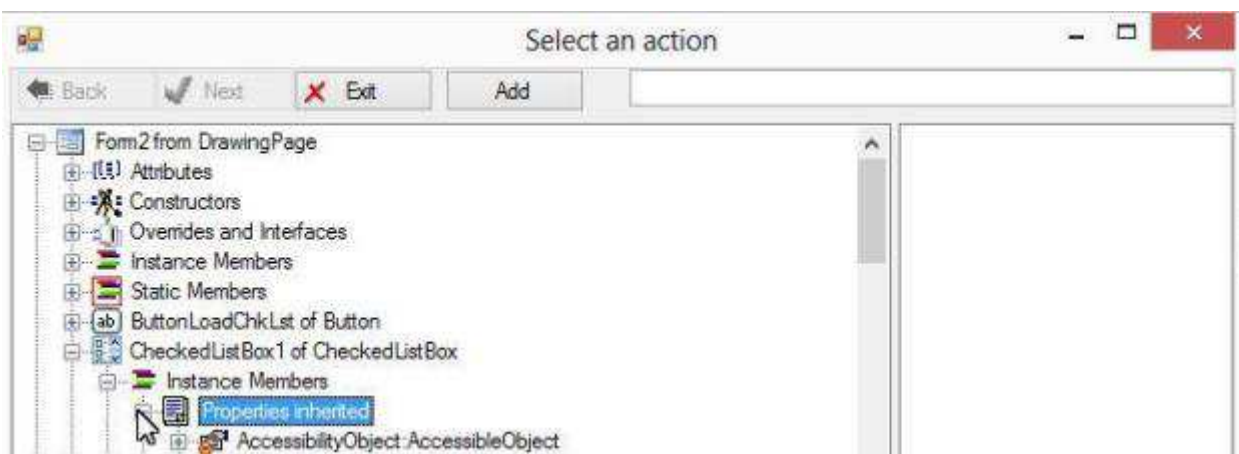 Select an action
Back Next Exit Add
Form2 from DrawingPage
Attributes
Constructors
Overrides and Interfaces
Instance Members
Static Members
ab ButtonLoadChkLst of Button
CheckedListBox1 of CheckedListBox
Instance Members
Properties inherited
AccessibilityObject:AccessibleObject